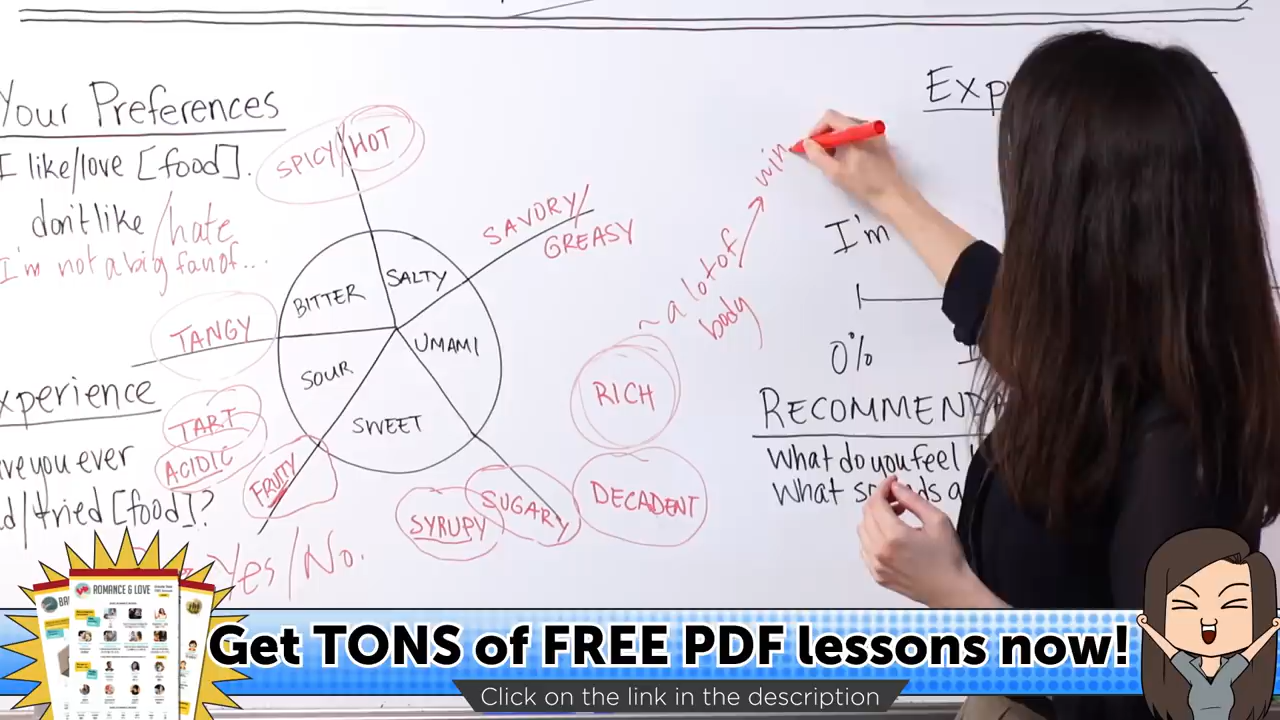 Your Preferences
I like/love [food].
don't like/hate
I'm not a big fan of...
SPICY/HOT
SAVORY/
GREASY
TANGY
BITTER
SALTY
UMAMI
SOUR
SWEET
TART
ACIDIC
FRUITY
SYRUPY
SUGARY
RICH
DECADENT
~ a lot of/
body
→ win
xperience
ave you ever
d/tried [food]?
Yes/No.
Exp
I'm
0%
RECOMMENDA
What do you feel l
What sounds a
ROMANCE & LOVE
Get TONS of FREE PDF lessons now!
Click on the link in the description